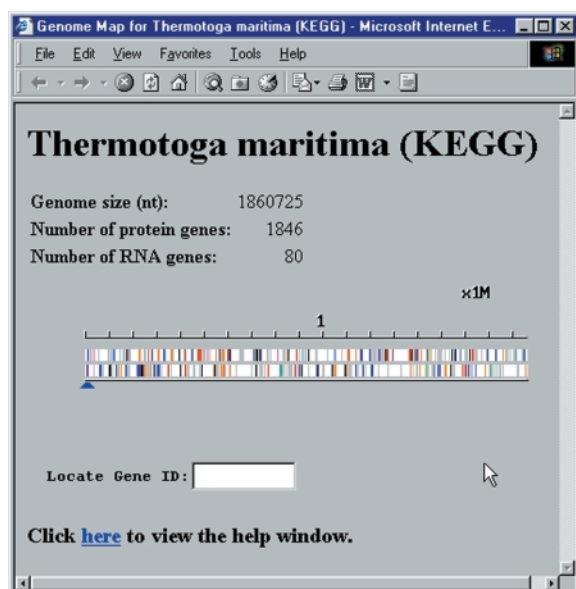 Genome Map for Thermotoga maritima (KEGG) - Microsoft Internet E...
File Edit View Favorites Tools Help
Thermotoga maritima (KEGG)
Genome size (nt): 1860725
Number of protein genes: 1846
Number of RNA genes: 80
×1M
1
Locate Gene ID:
Click here to view the help window.